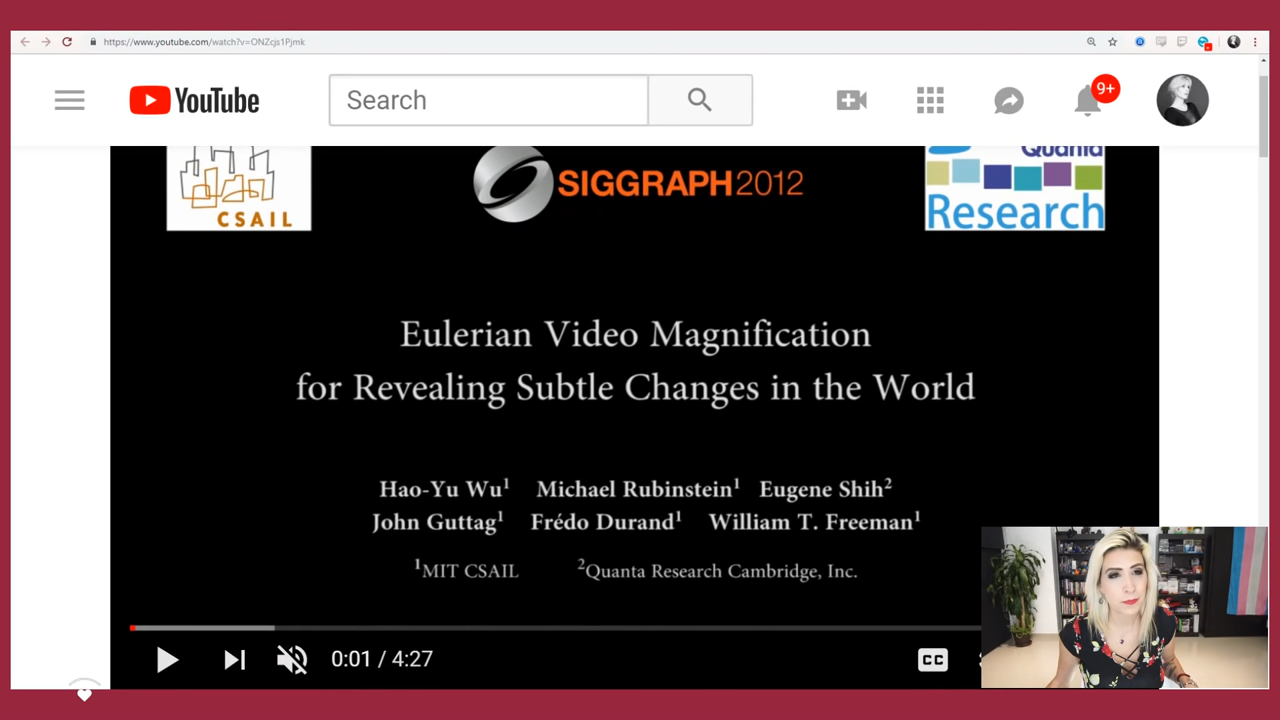 https://www.youtube.com/watch?v=ONZcjs1Pjmk
YouTube
Search
9+
CSAIL
SIGGRAPH2012
Quanta
Research
Eulerian Video Magnification
for Revealing Subtle Changes in the World
Hao-Yu Wu¹ Michael Rubinstein¹ Eugene Shih²
John Guttag¹ Frédo Durand¹ William T. Freeman¹
¹MIT CSAIL ²Quanta Research Cambridge, Inc.
0:01 / 4:27
CC